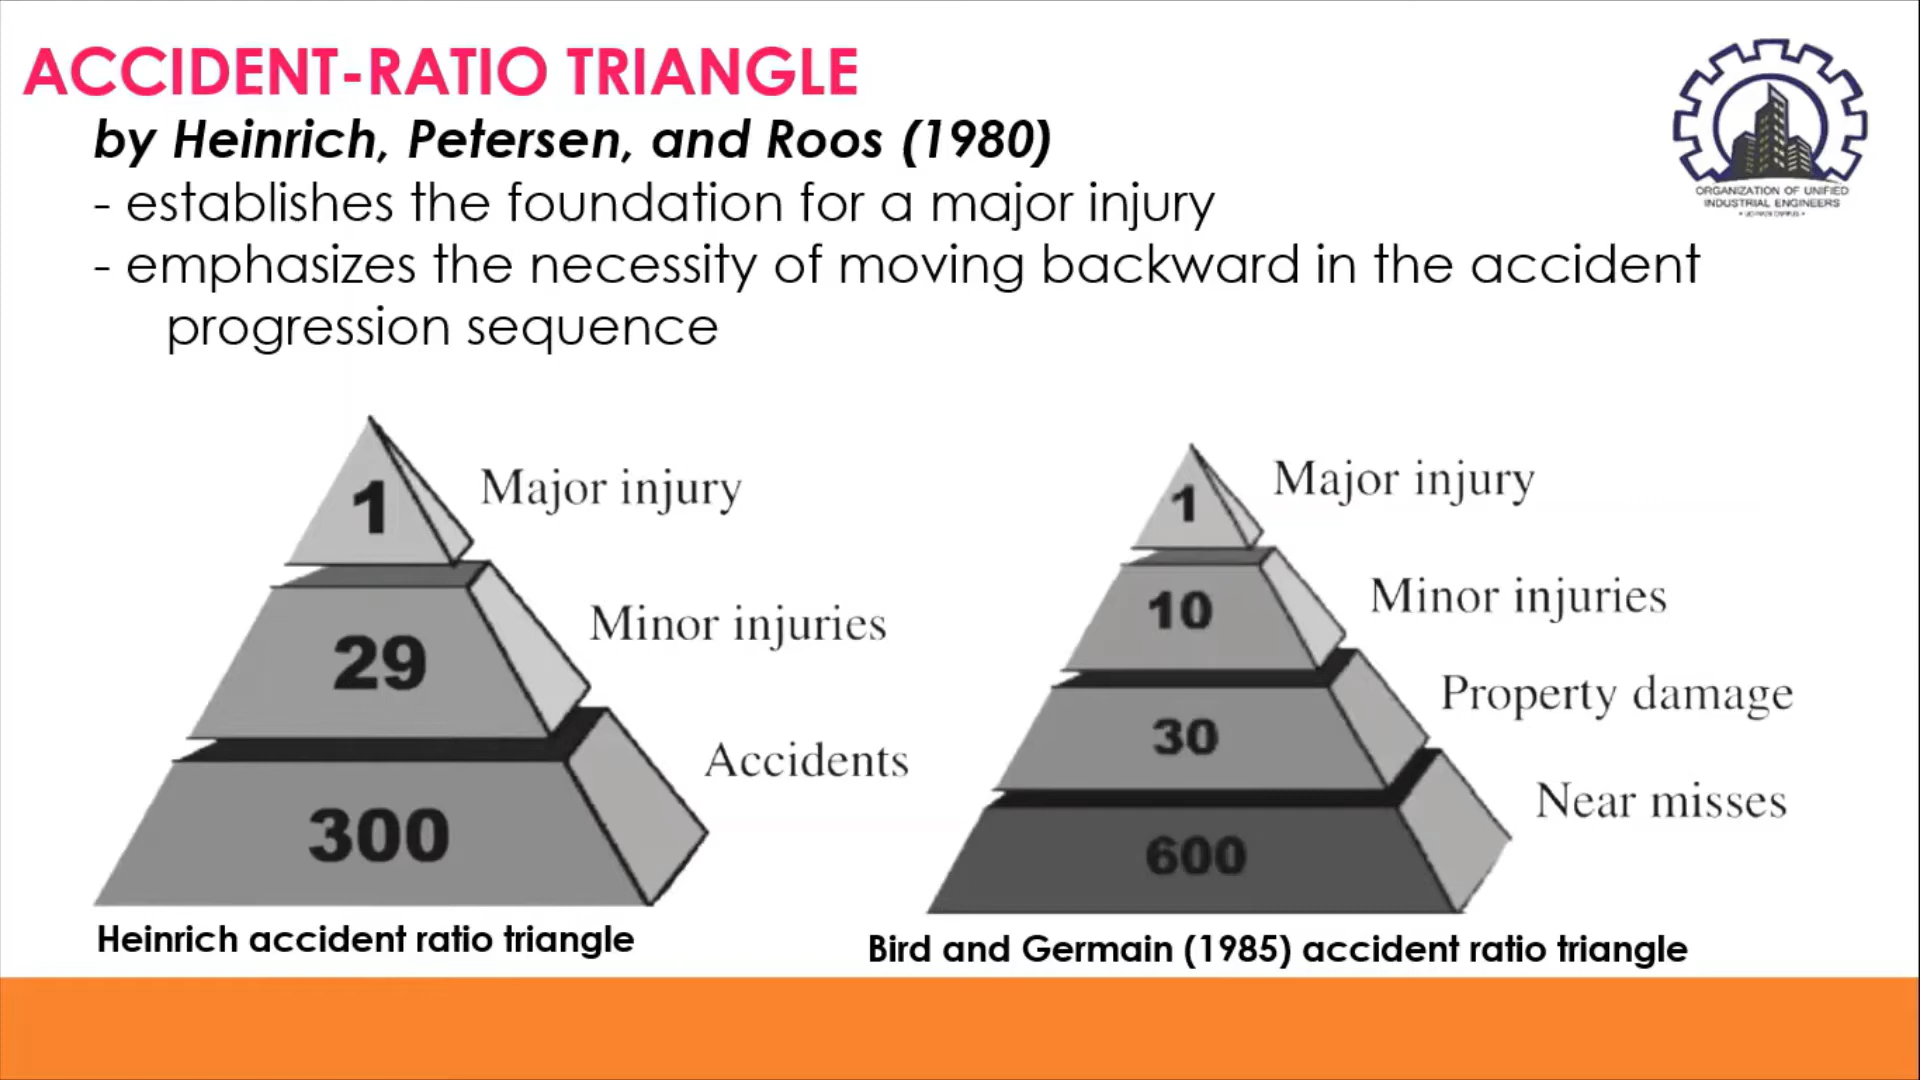 ACCIDENT-RATIO TRIANGLE
by Heinrich, Petersen, and Roos (1980)
- establishes the foundation for a major injury
- emphasizes the necessity of moving backward in the accident
progression sequence
ORGANIZATION OF UNIFIED
INDUSTRIAL ENGINEERS
1
Major injury
29
Minor injuries
300
Accidents
Heinrich accident ratio triangle
1
Major injury
10
Minor injuries
30
Property damage
600
Near misses
Bird and Germain (1985) accident ratio triangle